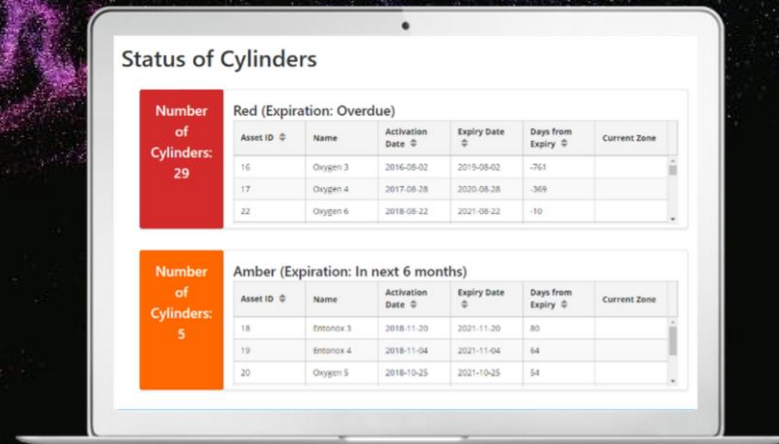 Status of Cylinders
Number of Cylinders: 29
Red (Expiration: Overdue)
Asset ID Name Activation Date Expiry Date Days from Expiry Current Zone
16 Oxygen 3 2016-08-02 2019-08-02 -761
17 Oxygen 4 2017-08-28 2020-08-28 -369
22 Oxygen 6 2018-08-22 2021-08-22 -10
Number of Cylinders: 5
Amber (Expiration: In next 6 months)
Asset ID Name Activation Date Expiry Date Days from Expiry Current Zone
18 Entonox 3 2018-11-20 2021-11-20 80
19 Entonox 4 2018-11-04 2021-11-04 64
20 Oxygen 5 2018-10-25 2021-10-25 54